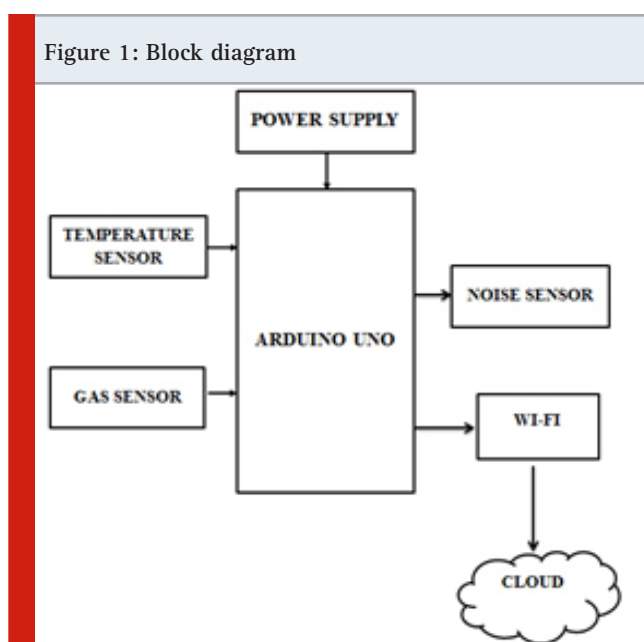 Figure 1: Block diagram
POWER SUPPLY
TEMPERATURE
SENSOR
NOISE SENSOR
ARDUINO UNO
GAS SENSOR
WI-FI
CLOUD